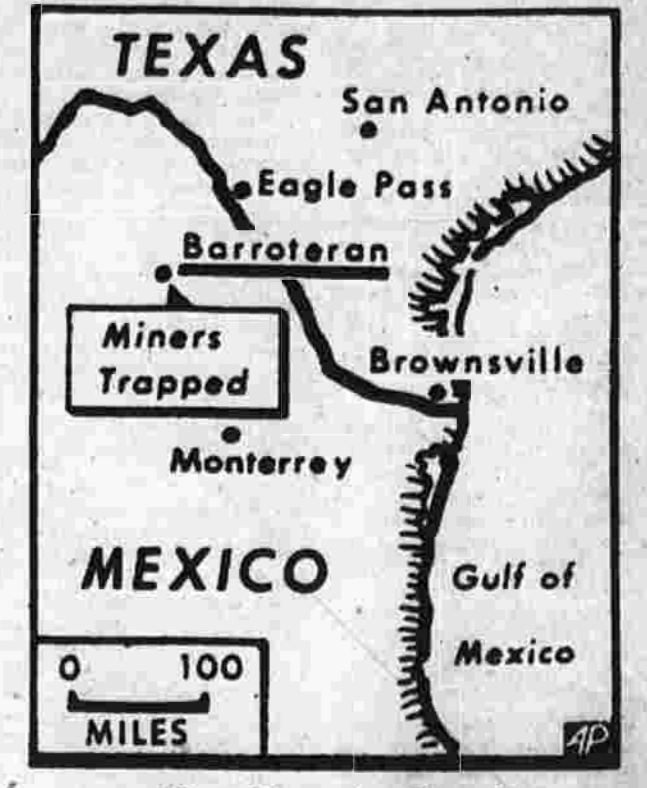 TEXAS
San Antonio
Eagle Pass
Barroteran
Miners
Trapped
Brownsville
Monterrey
MEXICO
Gulf of
Mexico
0 100
MILES
AP